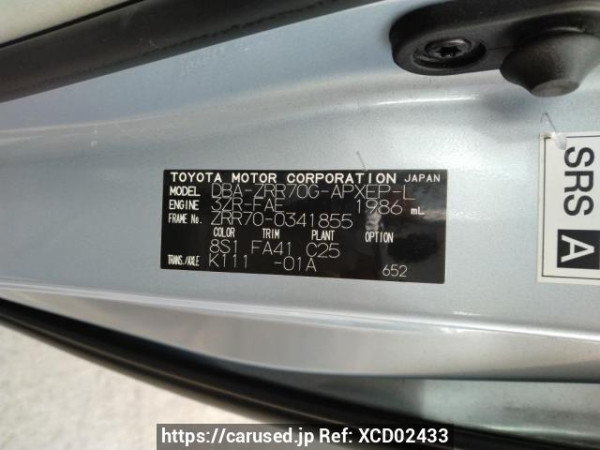 TOYOTA MOTOR CORPORATION JAPAN
MODEL DBA-ZRR70G-APXEP-L
ENGINE 3ZR-FAE 1986 mL
FRAME No. ZRR70-0341855
COLOR TRIM PLANT OPTION
8S1 FA41 C25
TRANS./AXLE K111 -01A 652
SRS A
https://carused.jp Ref: XCD02433